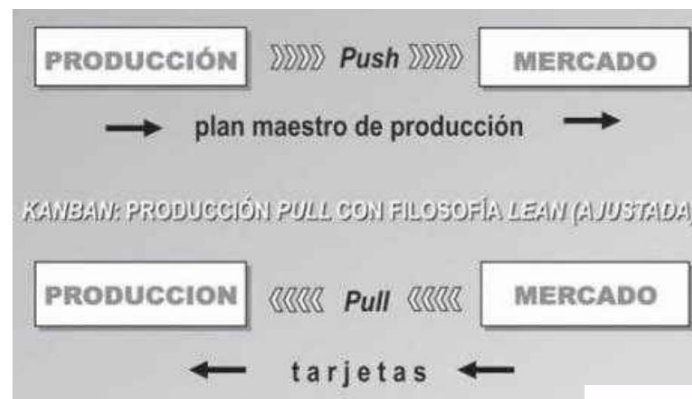 PRODUCCIÓN Push MERCADO
plan maestro de producción
KANBAN: PRODUCCIÓN PULL CON FILOSOFÍA LEAN (AJUSTADA)
PRODUCCION Pull MERCADO
tarjetas